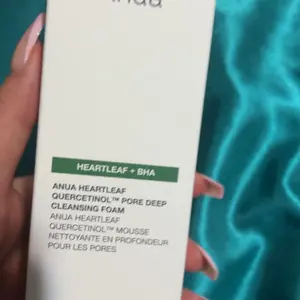 anua
HEARTLEAF + BHA
ANUA HEARTLEAF
QUERCETINOL™ PORE DEEP
CLEANSING FOAM
ANUA HEARTLEAF
QUERCETINOL™ MOUSSE
NETTOYANTE EN PROFONDEUR
POUR LES PORES